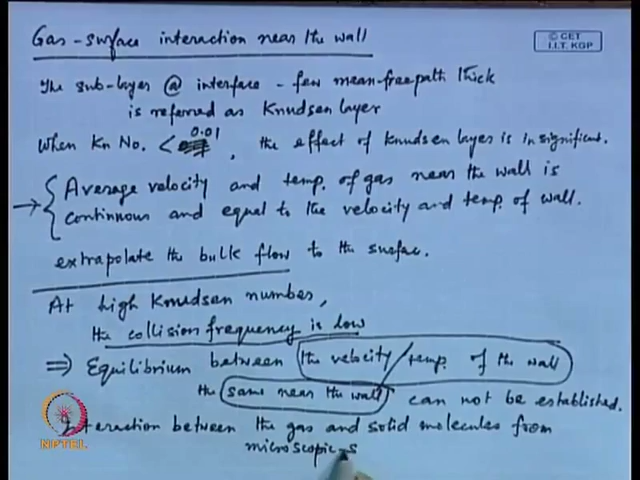 Gas-surface interaction near the wall
© CET
I.I.T. KGP
The sub-layer @ interface - few mean-freepath thick
is referred as Knudsen layer
When Kn No. < 0.01, the effect of Knudsen layer is insignificant.
→ { Average velocity and temp. of gas near the wall is
continuous and equal to the velocity and temp. of wall.
extrapolate the bulk flow to the surface.
At high Knudsen number,
the collision frequency is low
⇒ Equilibrium between the velocity/temp. of the wall
the same near the wall can not be established.
Interaction between the gas and solid molecules from
microscopic s
NPTEL